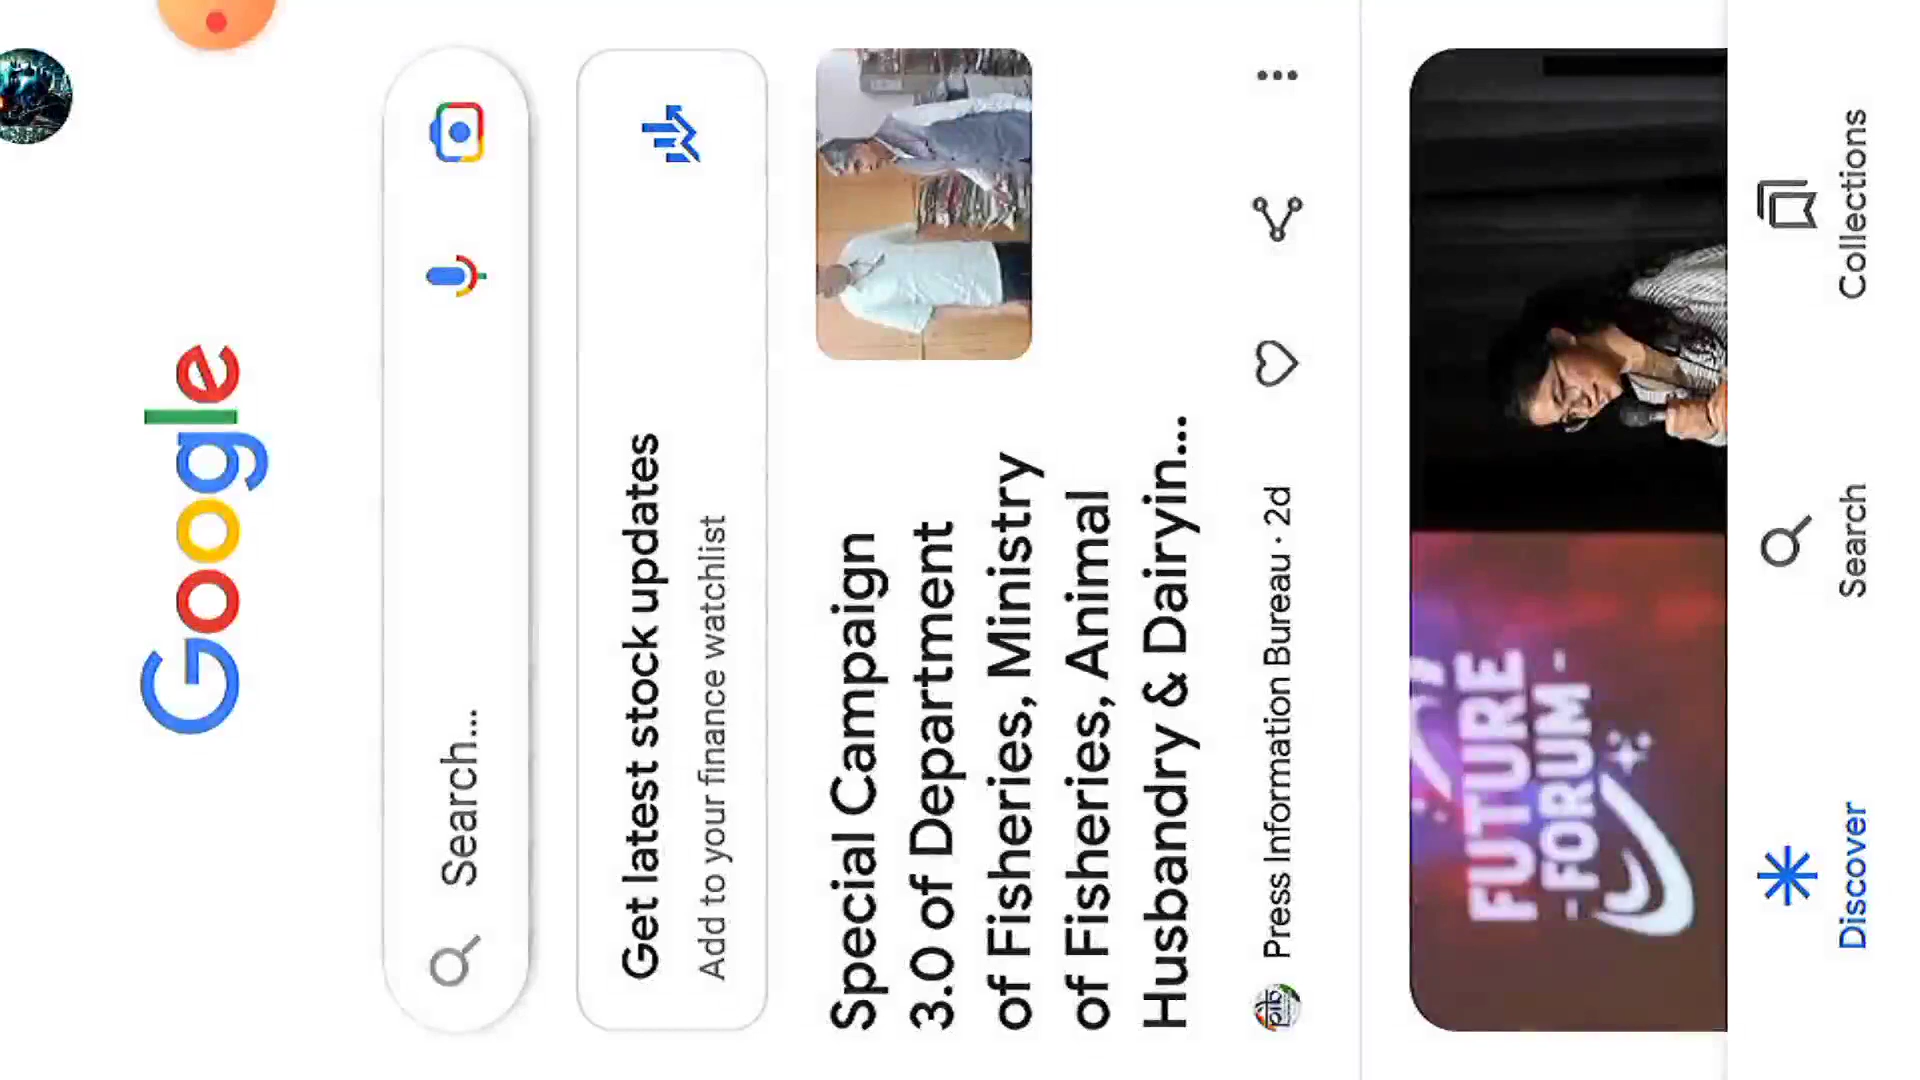 Google
Search...
Get latest stock updates
Add to your finance watchlist
Special Campaign
3.0 of Department
of Fisheries, Ministry
of Fisheries, Animal
Husbandry & Dairyin...
pib
Press Information Bureau · 2d
FUTURE
- FORUM -
Discover
Search
Collections